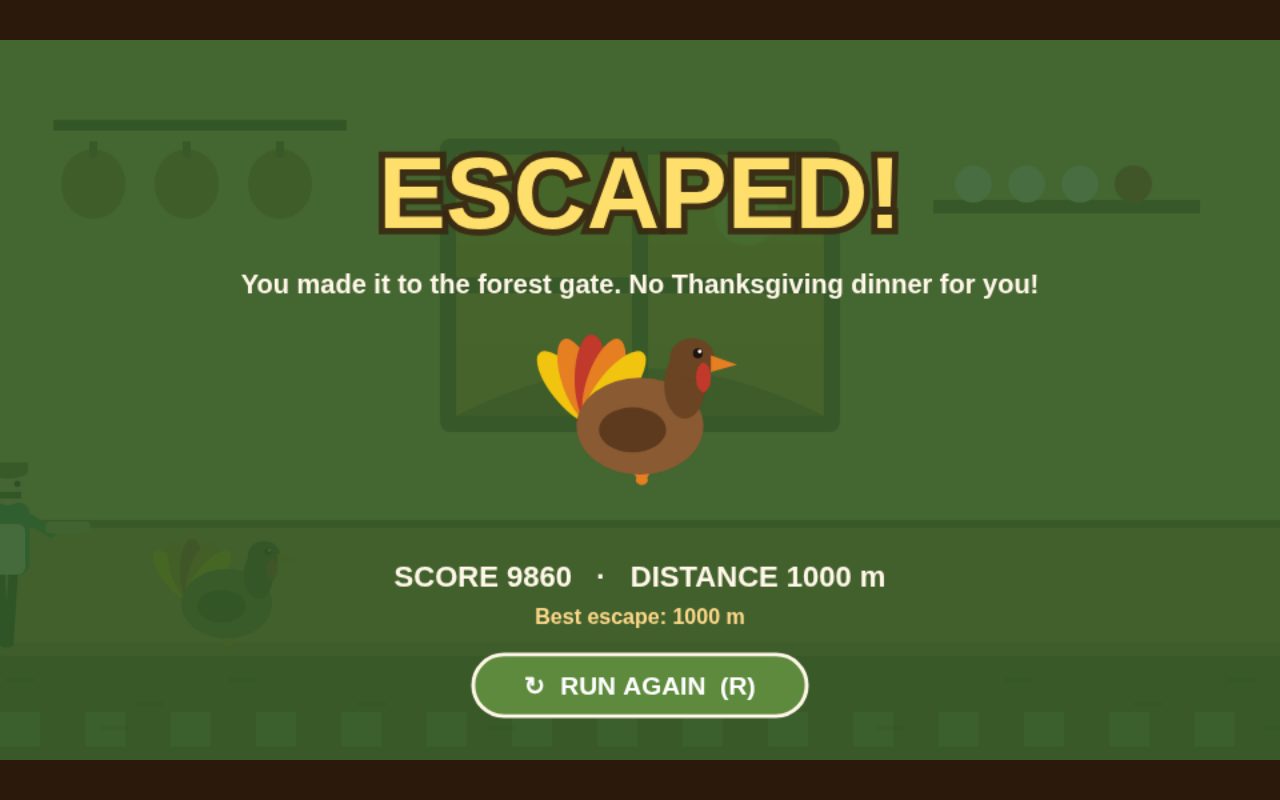 ESCAPED!
You made it to the forest gate. No Thanksgiving dinner for you!
SCORE 9860 · DISTANCE 1000 m
Best escape: 1000 m
↻ RUN AGAIN (R)